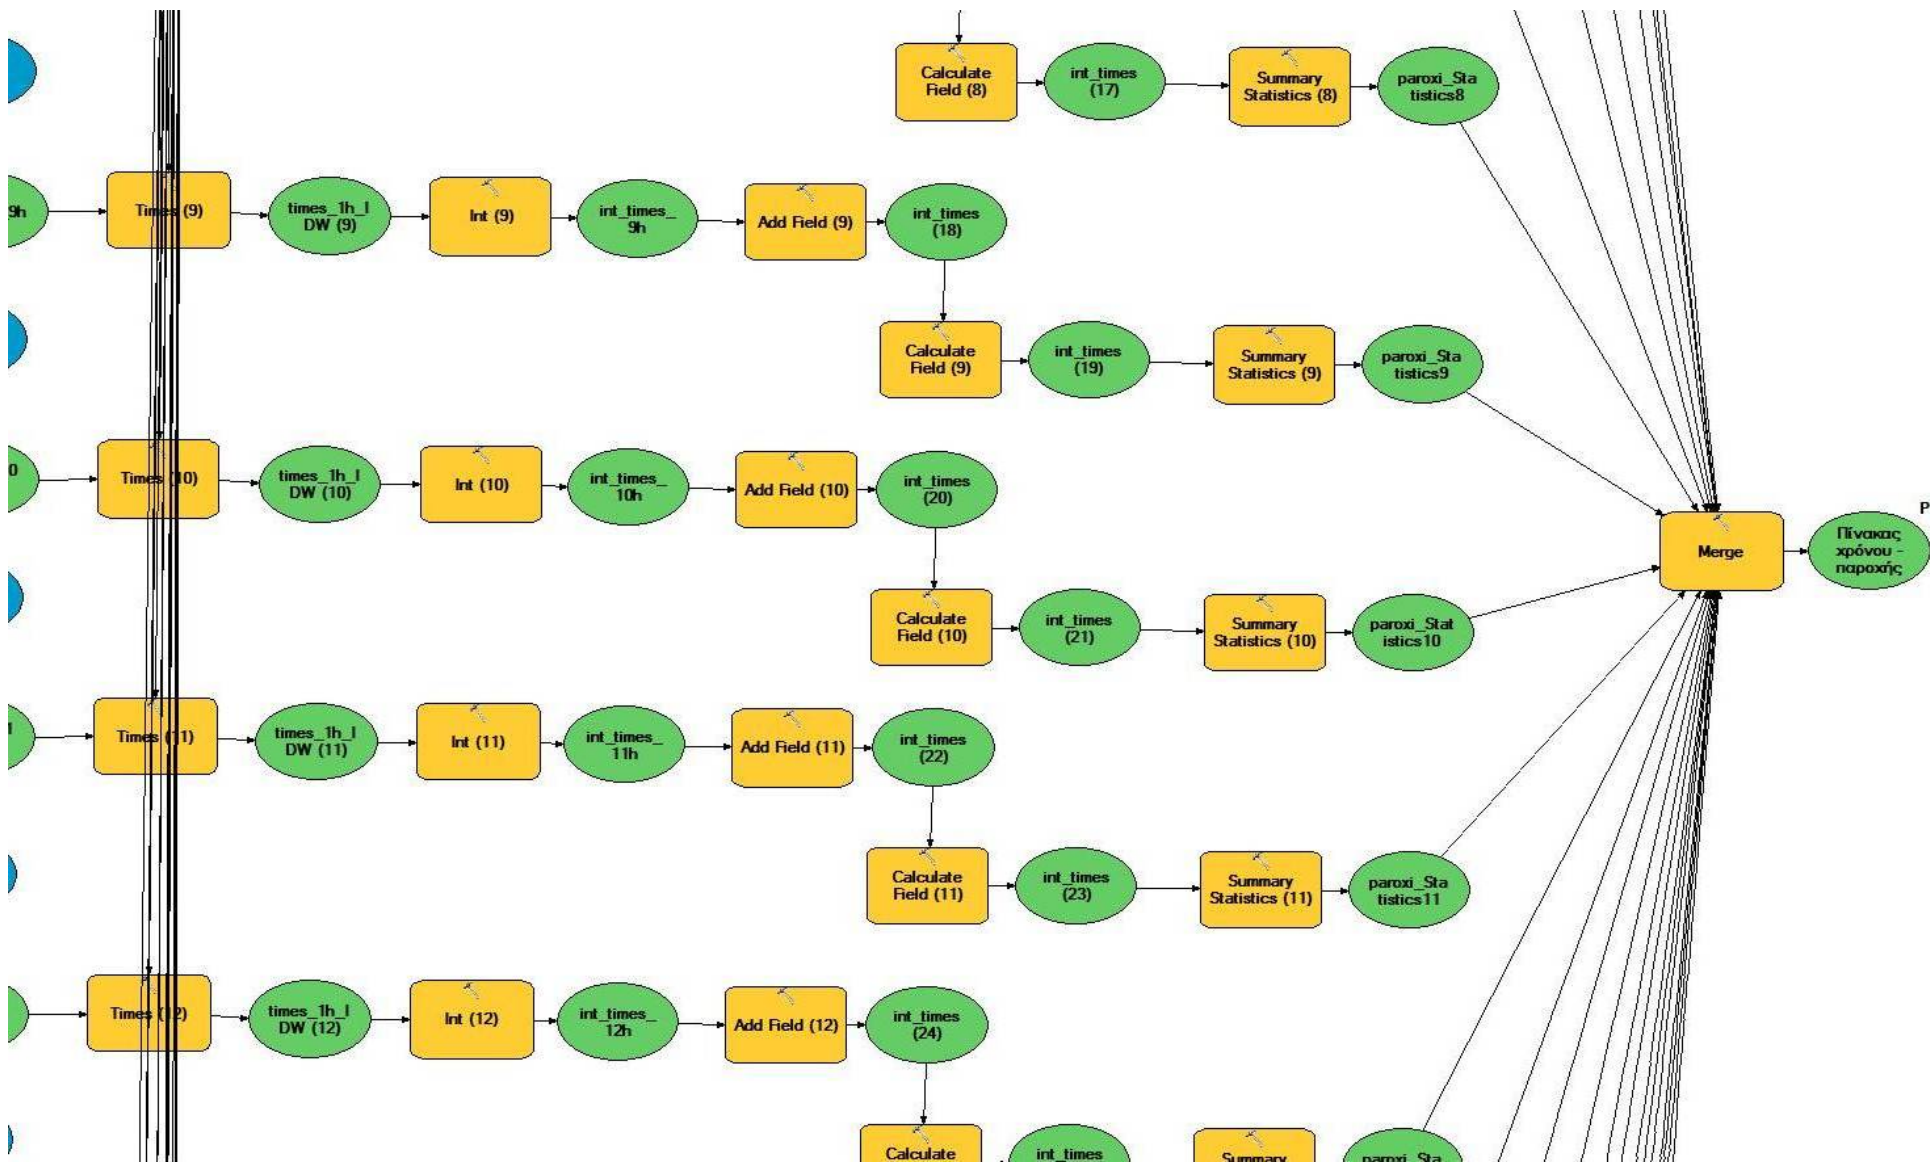 Calculate
Field (8)
int_times
(17)
Summary
Statistics (8)
paroxi_Sta
tistics8
9h
Times (9)
times_1h_I
DW (9)
Int (9)
int_times_
9h
Add Field (9)
int_times
(18)
Calculate
Field (9)
int_times
(19)
Summary
Statistics (9)
paroxi_Sta
tistics9
0
Times (10)
times_1h_I
DW (10)
Int (10)
int_times_
10h
Add Field (10)
int_times
(20)
P
Merge
Πίνακας
χρόνου -
παροχής
Calculate
Field (10)
int_times
(21)
Summary
Statistics (10)
paroxi_Stat
istics10
Times (11)
times_1h_I
DW (11)
Int (11)
int_times_
11h
Add Field (11)
int_times
(22)
Calculate
Field (11)
int_times
(23)
Summary
Statistics (11)
paroxi_Sta
tistics11
Times (12)
times_1h_I
DW (12)
Int (12)
int_times_
12h
Add Field (12)
int_times
(24)
Calculate
int_times
Summary
paroxi_Sta